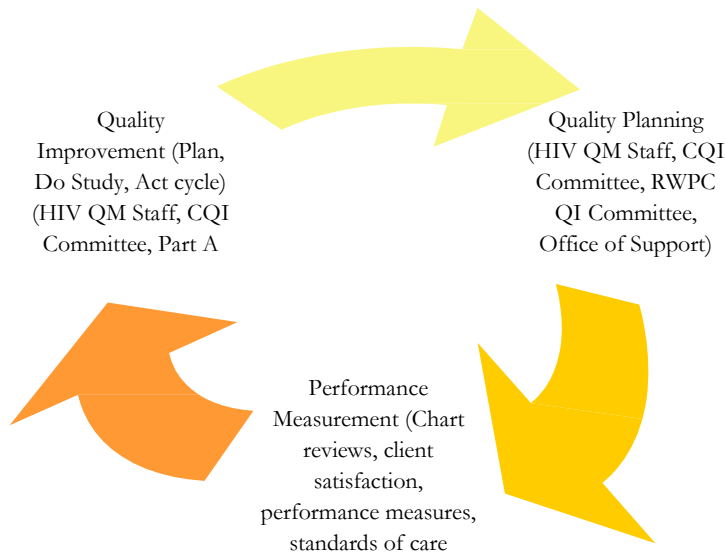 Quality
Improvement (Plan,
Do Study, Act cycle)
(HIV QM Staff, CQI
Committee, Part A
Quality Planning
(HIV QM Staff, CQI
Committee, RWPC
QI Committee,
Office of Support)
Performance
Measurement (Chart
reviews, client
satisfaction,
performance measures,
standards of care